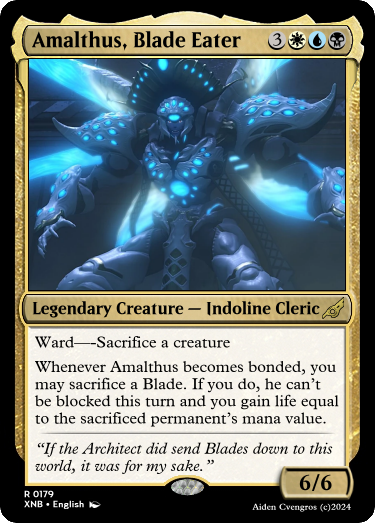 Amalthus, Blade Eater 3
Legendary Creature — Indoline Cleric
Ward—-Sacrifice a creature
Whenever Amalthus becomes bonded, you
may sacrifice a Blade. If you do, he can't
be blocked this turn and you gain life equal
to the sacrificed permanent's mana value.
“If the Architect did send Blades down to this
world, it was for my sake.”
6/6
R 0179
XNB • English
Aiden Cvengros (c)2024